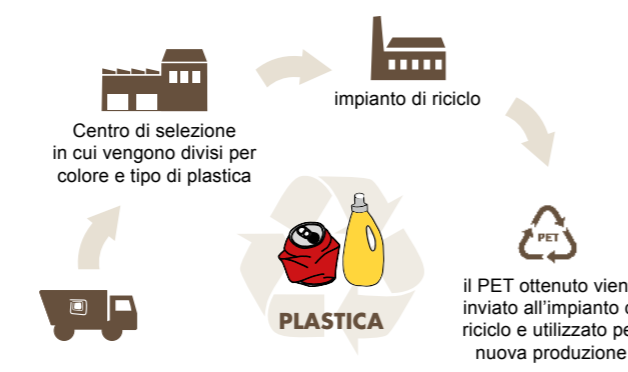 impianto di riciclo
Centro di selezione
in cui vengono divisi per
colore e tipo di plastica
PET
PLASTICA
il PET ottenuto vien
inviato all’impianto
riciclo e utilizzato pe
nuova produzione